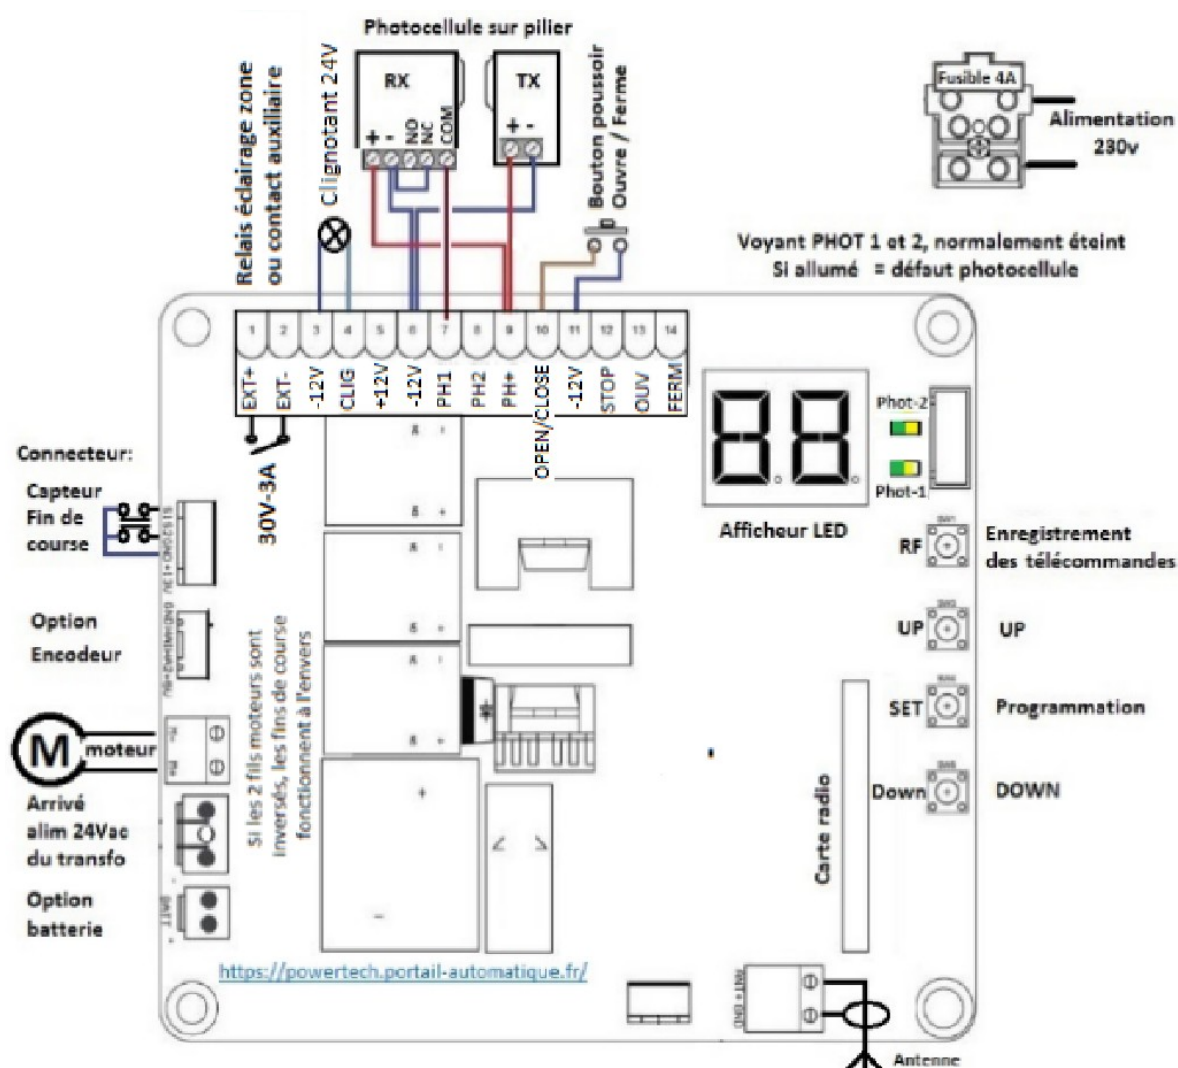 Photocellule sur pilier
Relais éclairage zone
ou contact auxiliaire
Clignotant 24V
RX
TX
+
-
NO
NC
COM
+
-
Bouton poussoir
Ouvre / Ferme
Fusible 4A
Alimentation
230v
Voyant PHOT 1 et 2, normalement éteint
Si allumé = défaut photocellule
1 2 3 4 5 6 7 8 9 10 11 12 13 14
EXT+
EXT-
-12V
CLIG
+12V
-12V
PH1
PH2
PH+
OPEN/CLOSE
-12V
STOP
OUV
FERM
30V-3A
88
Phot-2
Phot-1
Afficheur LED
Connecteur:
Capteur
Fin de
course
Option
Encodeur
M
moteur
Arrivé
alim 24Vac
du transfo
Option
batterie
BATT
Si les 2 fils moteurs sont
inversés, les fins de course
fonctionnent à l'envers
RF
Enregistrement
des télécommandes
UP
UP
SET
Programmation
Down
DOWN
Carte radio
+
-
https://powertech.portail-automatique.fr/
ANT+ GND
Antenne